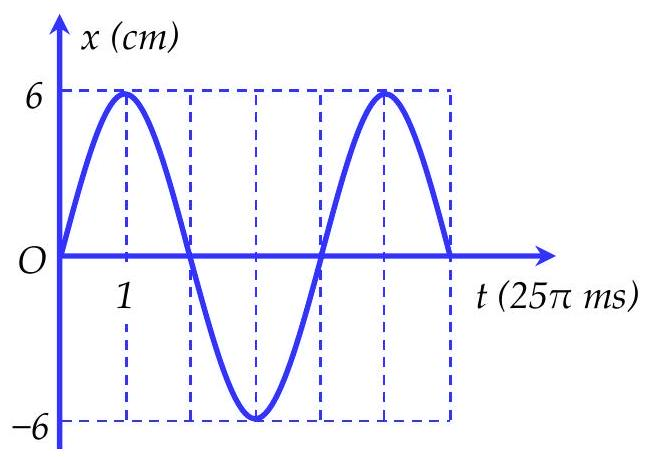 x (cm)
6
O
1
t (25π ms)
−6